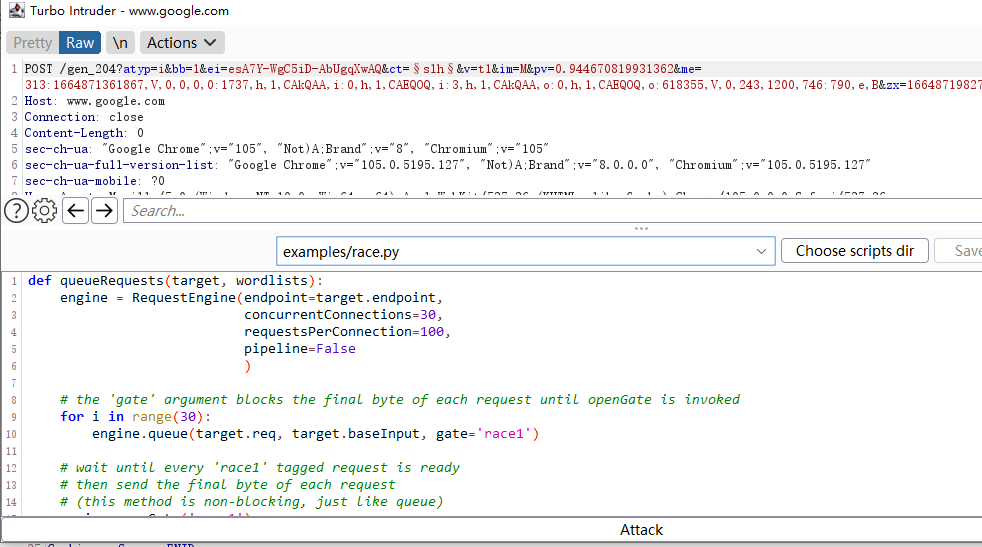 Turbo Intruder - www.google.com
Pretty Raw \n Actions
1 POST /gen_204?atyp=i&bb=1&ei=esA7Y-WgC5iD-AbUgqXwAQ&ct=§slh§&v=t1&im=M&pv=0.944670819931362&me=
313:1664871361867,V,0,0,0,0:1737,h,1,CAkQAA,i:0,h,1,CAEQOQ,i:3,h,1,CAkQAA,o:0,h,1,CAEQOQ,o:618355,V,0,243,1200,746:790,e,B&zx=16648719827
2 Host: www.google.com
3 Connection: close
4 Content-Length: 0
5 sec-ch-ua: "Google Chrome";v="105", "Not)A;Brand";v="8", "Chromium";v="105"
6 sec-ch-ua-full-version-list: "Google Chrome";v="105.0.5195.127", "Not)A;Brand";v="8.0.0.0", "Chromium";v="105.0.5195.127"
7 sec-ch-ua-mobile: ?0
? Search...
examples/race.py Choose scripts dir Save
1 def queueRequests(target, wordlists):
2 engine = RequestEngine(endpoint=target.endpoint,
3 concurrentConnections=30,
4 requestsPerConnection=100,
5 pipeline=False
6 )
7
8 # the 'gate' argument blocks the final byte of each request until openGate is invoked
9 for i in range(30):
10 engine.queue(target.req, target.baseInput, gate='race1')
11
12 # wait until every 'race1' tagged request is ready
13 # then send the final byte of each request
14 # (this method is non-blocking, just like queue)
Attack